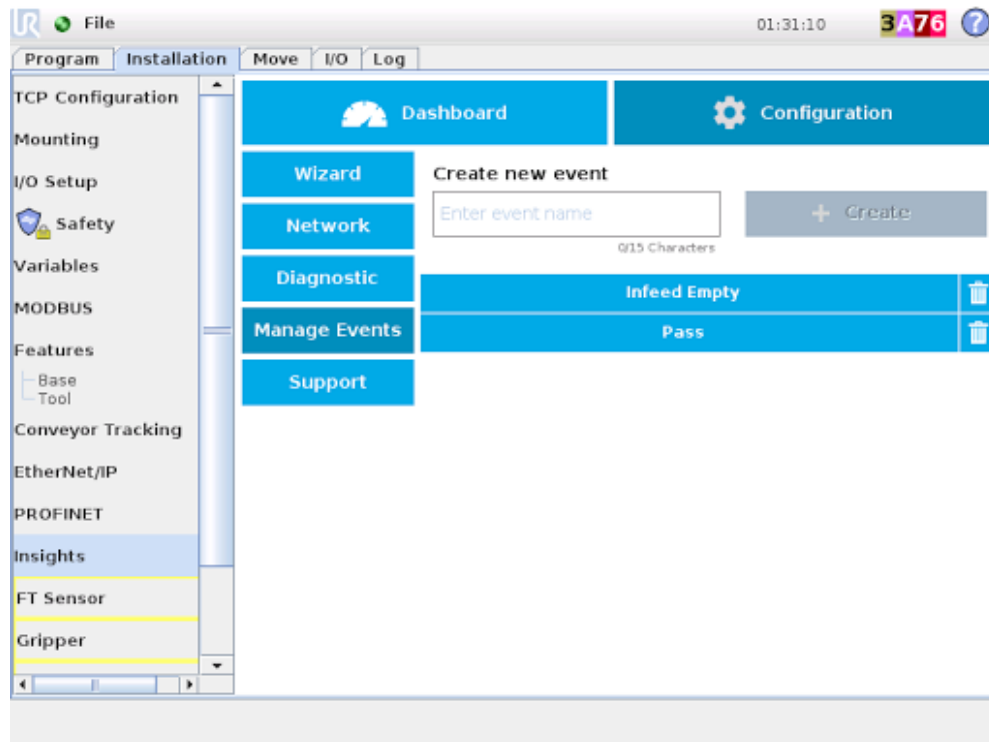 UR File 01:31:10 3A76 ?
Program Installation Move I/O Log
TCP Configuration
Mounting
I/O Setup
Safety
Variables
MODBUS
Features
Base
Tool
Conveyor Tracking
EtherNet/IP
PROFINET
Insights
FT Sensor
Gripper
Dashboard Configuration
Wizard
Network
Diagnostic
Manage Events
Support
Create new event
Enter event name + Create
0/15 Characters
Infeed Empty
Pass